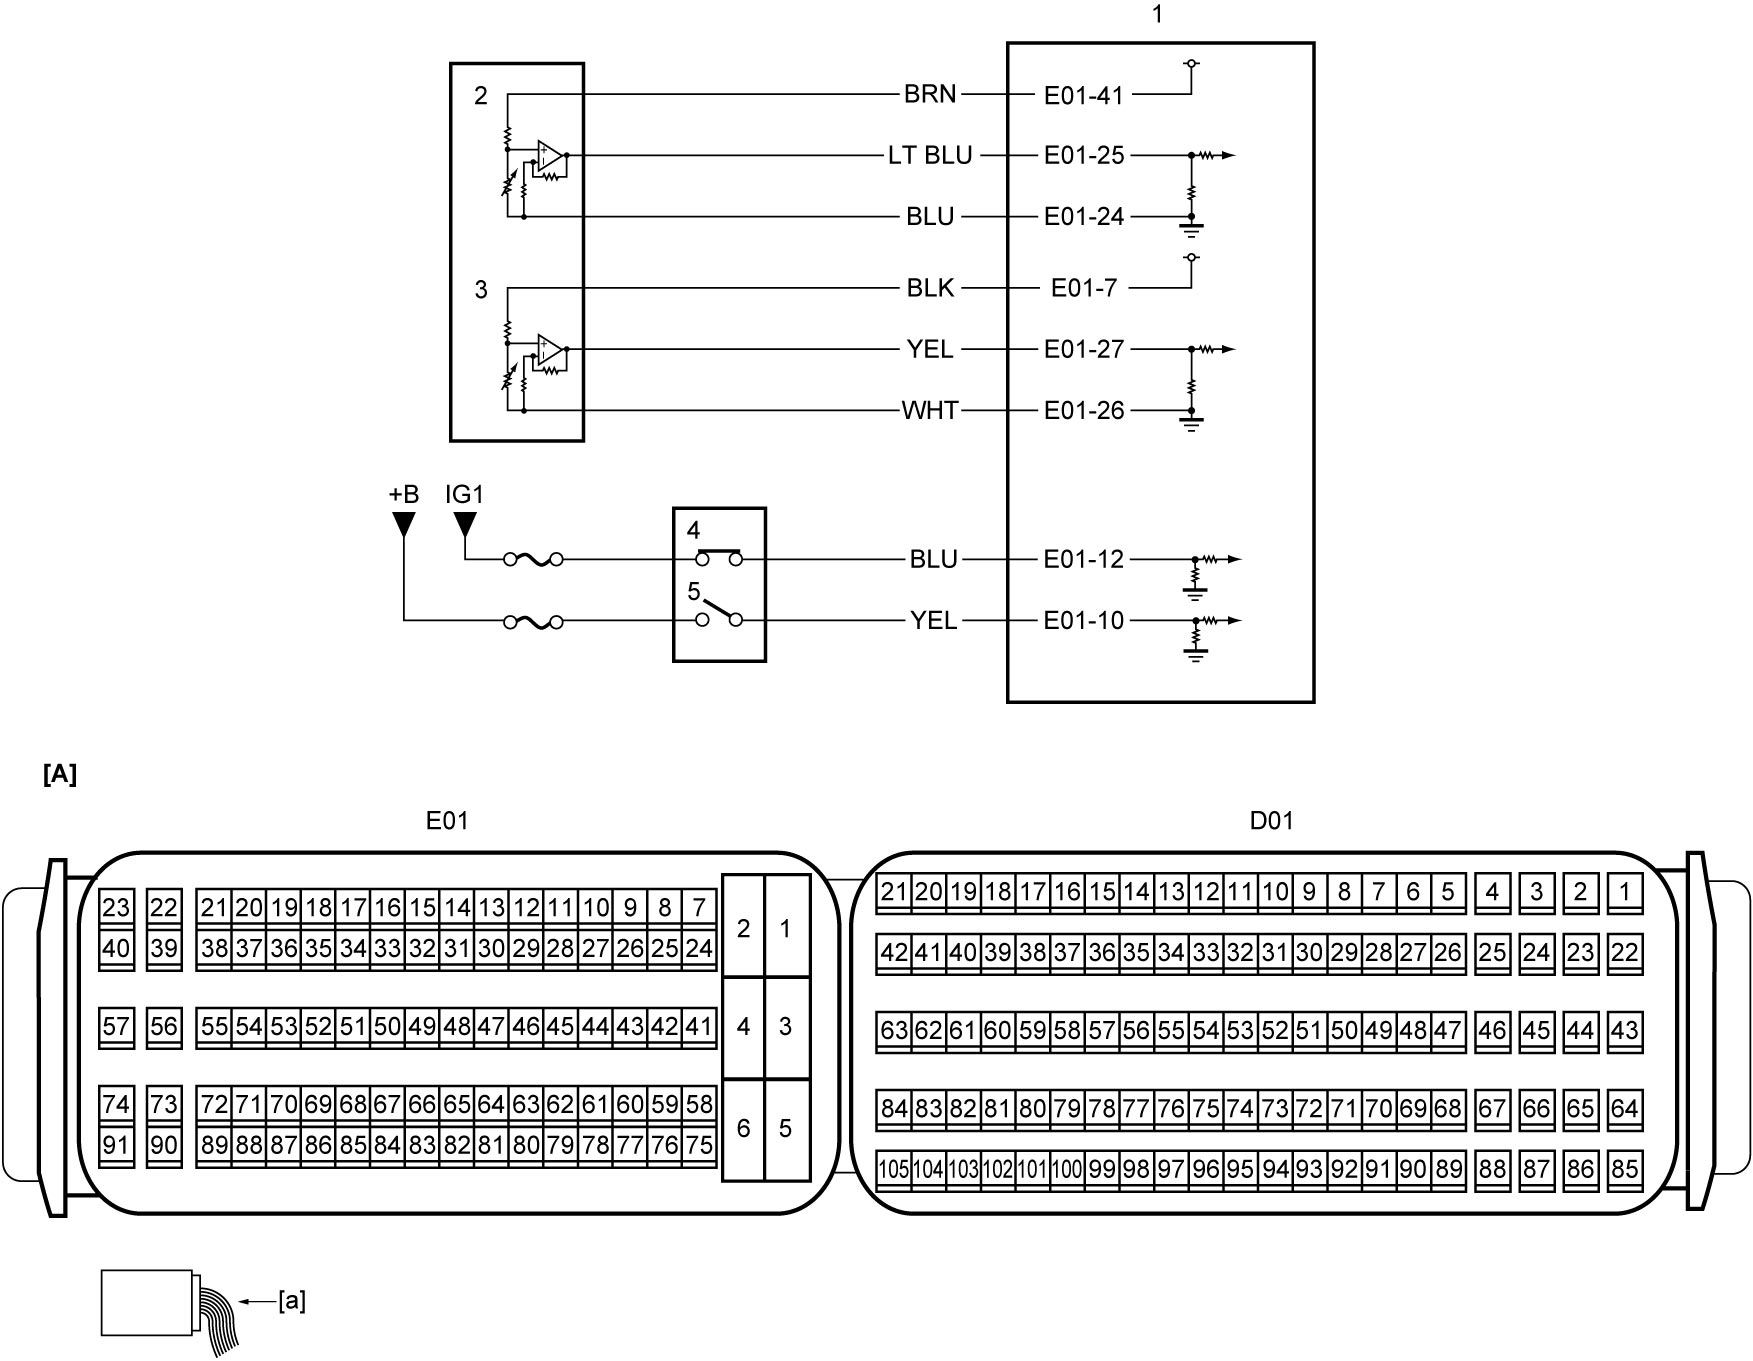 1
2 BRN E01-41
LT BLU E01-25
BLU E01-24
3 BLK E01-7
YEL E01-27
WHT E01-26
+B IG1
4 BLU E01-12
5 YEL E01-10
[A]
E01 D01
23 22 21 20 19 18 17 16 15 14 13 12 11 10 9 8 7
40 39 38 37 36 35 34 33 32 31 30 29 28 27 26 25 24
2 1
57 56 55 54 53 52 51 50 49 48 47 46 45 44 43 42 41
4 3
74 73 72 71 70 69 68 67 66 65 64 63 62 61 60 59 58
91 90 89 88 87 86 85 84 83 82 81 80 79 78 77 76 75
6 5
21 20 19 18 17 16 15 14 13 12 11 10 9 8 7 6 5 4 3 2 1
42 41 40 39 38 37 36 35 34 33 32 31 30 29 28 27 26 25 24 23 22
63 62 61 60 59 58 57 56 55 54 53 52 51 50 49 48 47 46 45 44 43
84 83 82 81 80 79 78 77 76 75 74 73 72 71 70 69 68 67 66 65 64
105 104 103 102 101 100 99 98 97 96 95 94 93 92 91 90 89 88 87 86 85
[a]